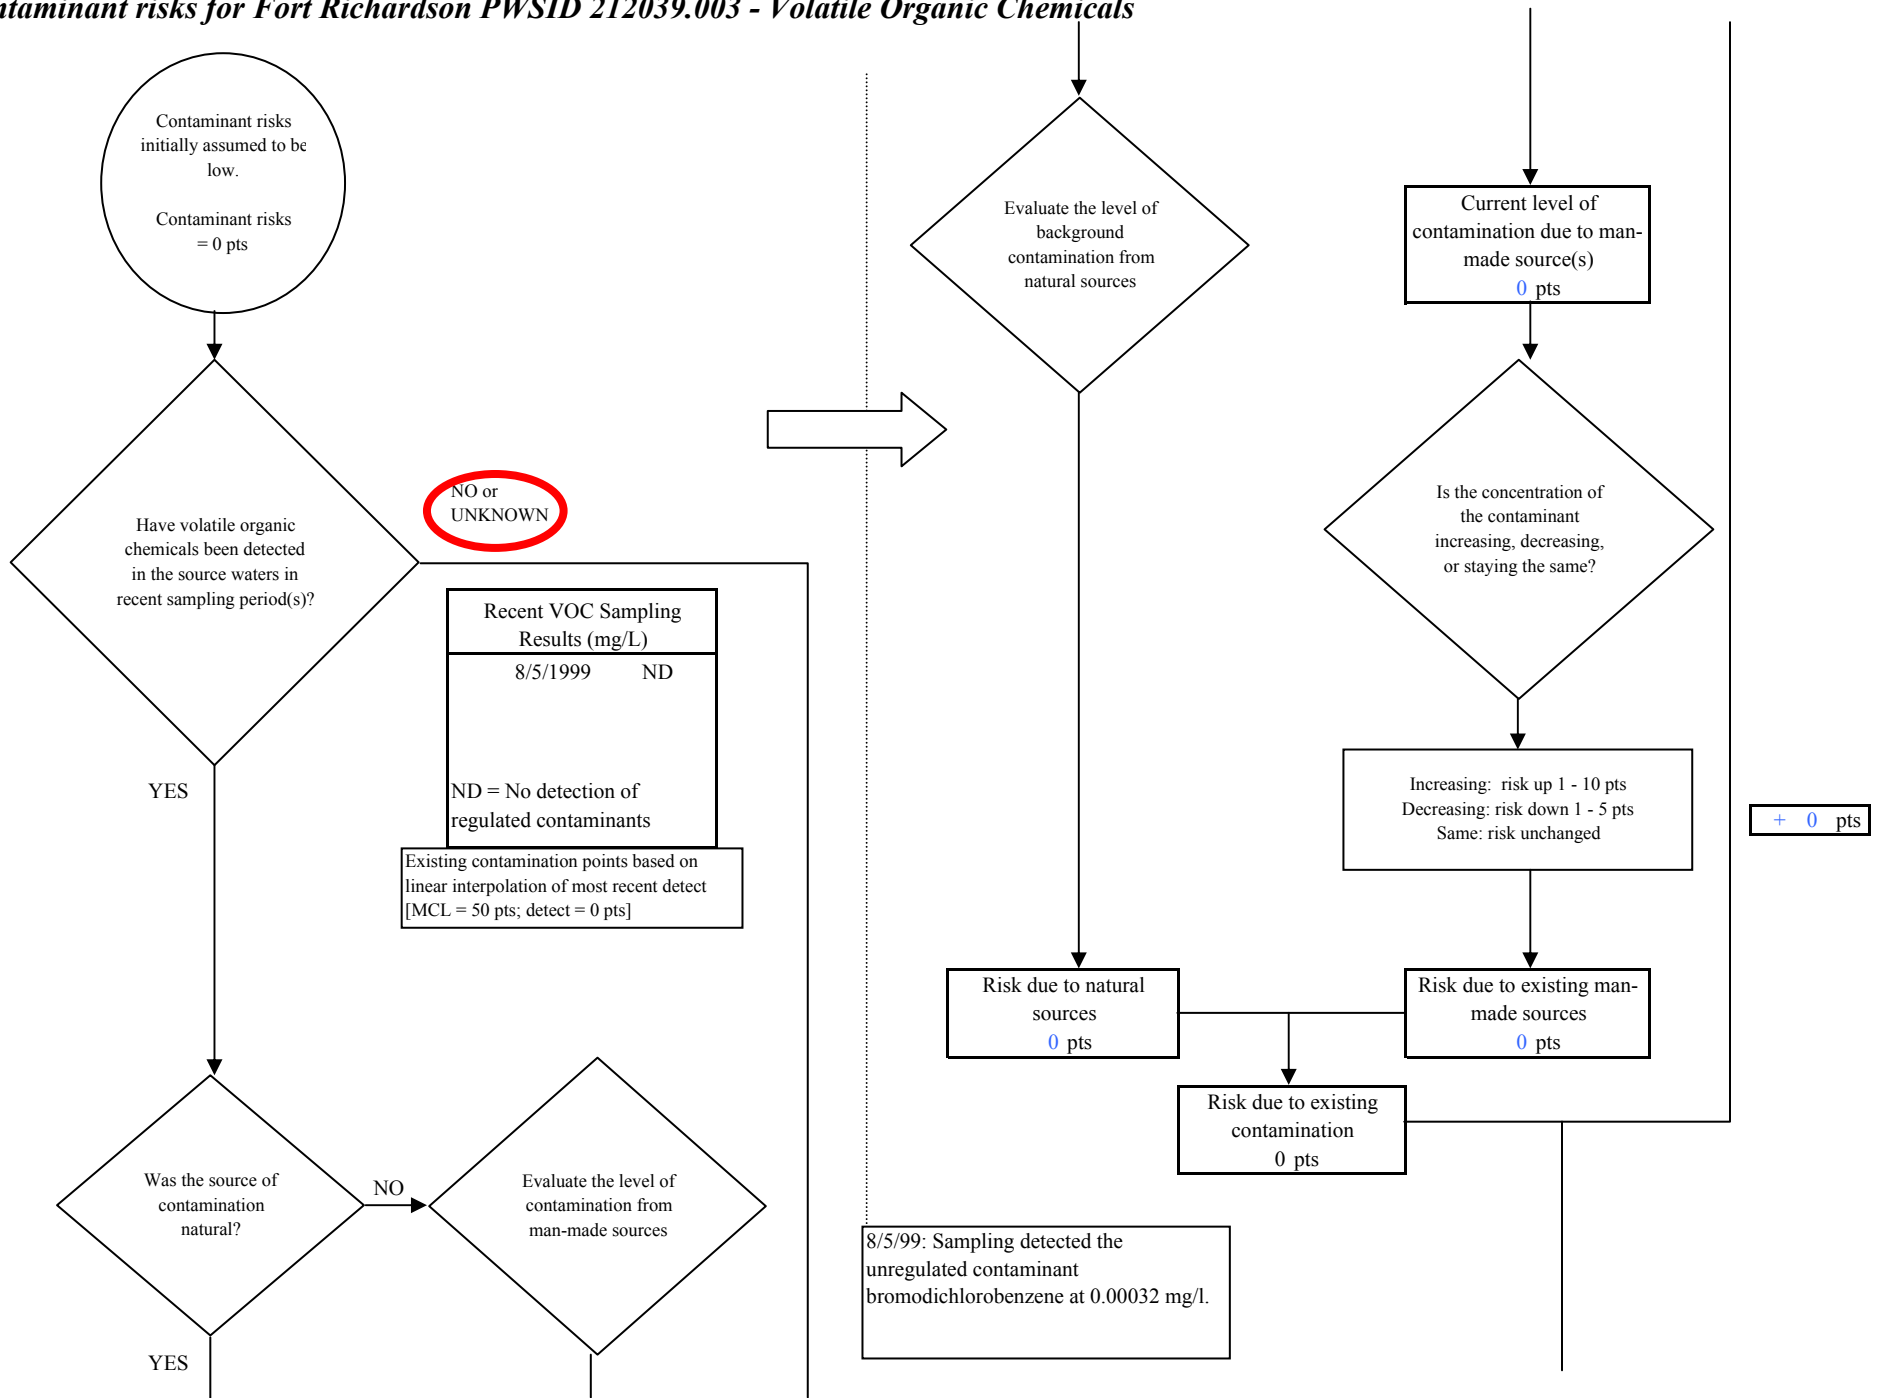 ntaminant risks for Fort Richardson PWSID 212039.003 - Volatile Organic Chemicals
Contaminant risks
initially assumed to be
low.
Contaminant risks
= 0 pts
Have volatile organic
chemicals been detected
in the source waters in
recent sampling period(s)?
NO or
UNKNOWN
Recent VOC Sampling
Results (mg/L)
8/5/1999 ND
ND = No detection of
regulated contaminants
Existing contamination points based on
linear interpolation of most recent detect
[MCL = 50 pts; detect = 0 pts]
YES
Was the source of
contamination
natural?
NO
Evaluate the level of
contamination from
man-made sources
YES
Evaluate the level of
background
contamination from
natural sources
Current level of
contamination due to man-
made source(s)
0 pts
Is the concentration of
the contaminant
increasing, decreasing,
or staying the same?
Increasing: risk up 1 - 10 pts
Decreasing: risk down 1 - 5 pts
Same: risk unchanged
+ 0 pts
Risk due to natural
sources
0 pts
Risk due to existing man-
made sources
0 pts
Risk due to existing
contamination
0 pts
8/5/99: Sampling detected the
unregulated contaminant
bromodichlorobenzene at 0.00032 mg/l.